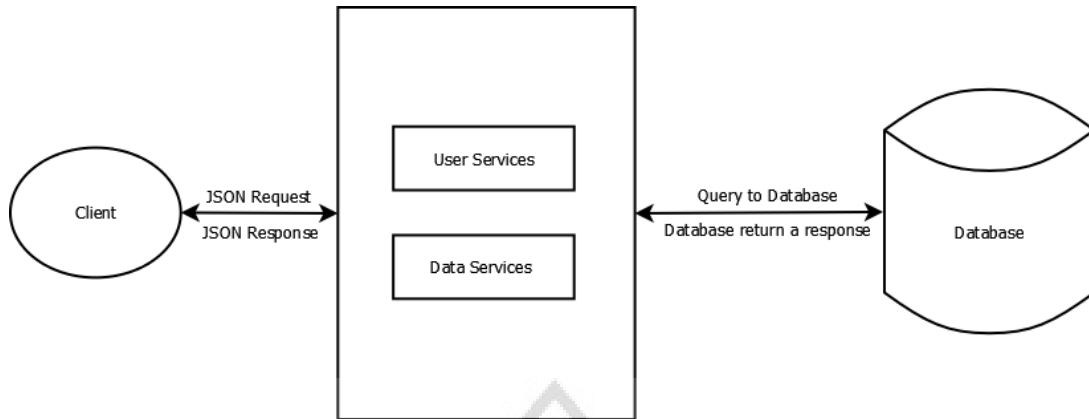 Client
JSON Request
JSON Response
User Services
Data Services
Query to Database
Database return a response
Database